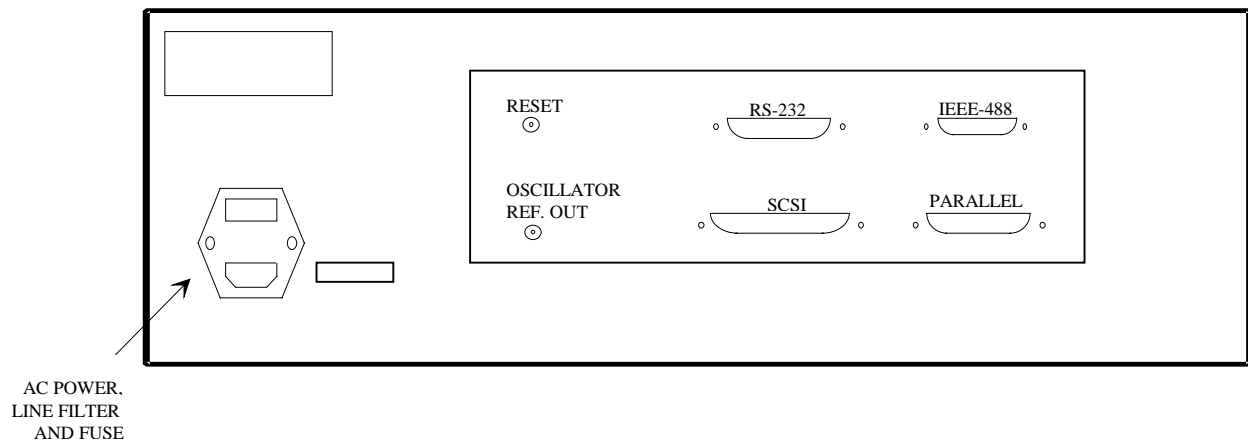 RESET
RS-232
IEEE-488
OSCILLATOR
REF. OUT
SCSI
PARALLEL
AC POWER,
LINE FILTER
AND FUSE